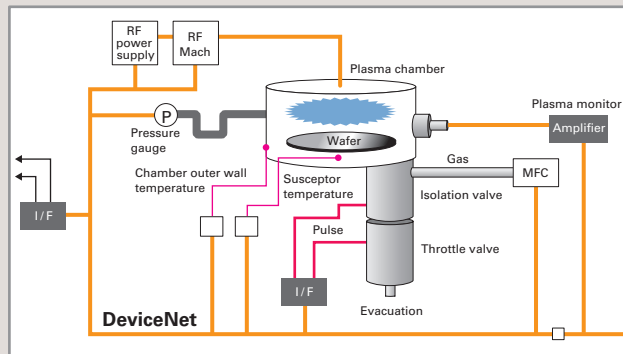 RF
power
supply
RF
Mach
Plasma chamber
P
Pressure
gauge
Wafer
Plasma monitor
Amplifier
Chamber outer wall
temperature
Susceptor
temperature
Gas
MFC
Isolation valve
I / F
Pulse
Throttle valve
I / F
Evacuation
DeviceNet